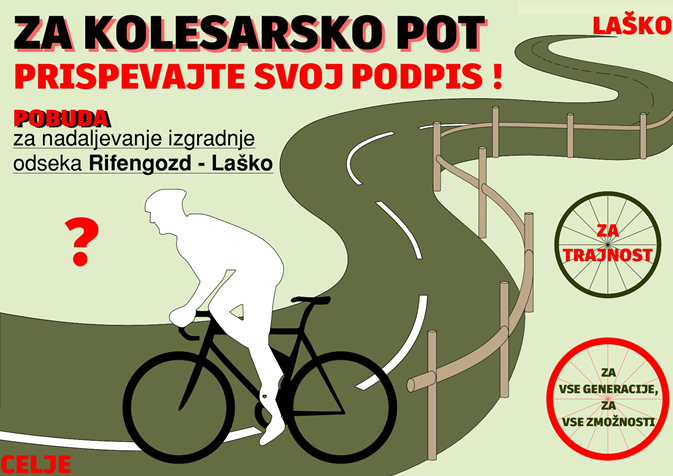 ZA KOLESARSKO POT
PRISPEVAJTE SVOJ PODPIS !
LAŠKO
POBUDA
za nadaljevanje izgradnje
odseka Rifengozd - Laško
?
ZA
TRAJNOST
ZA
VSE GENERACIJE,
ZA
VSE ZMOŽNOSTI
CELJE